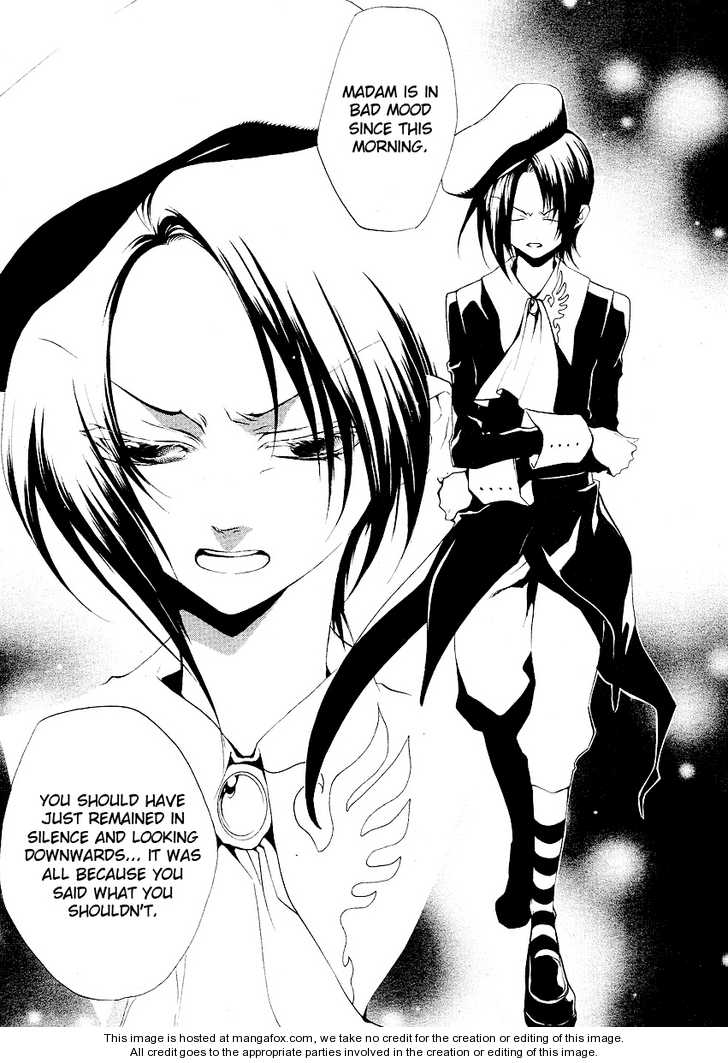 MADAM IS IN
BAD MOOD
SINCE THIS
MORNING.
YOU SHOULD HAVE
JUST REMAINED IN
SILENCE AND LOOKING
DOWNWARDS... IT WAS
ALL BECAUSE YOU
SAID WHAT YOU
SHOULDN'T.
This image is hosted at mangafox.com, we take no credit for the creation or editing of this image.
All credit goes to the appropriate parties involved in the creation or editing of this image.